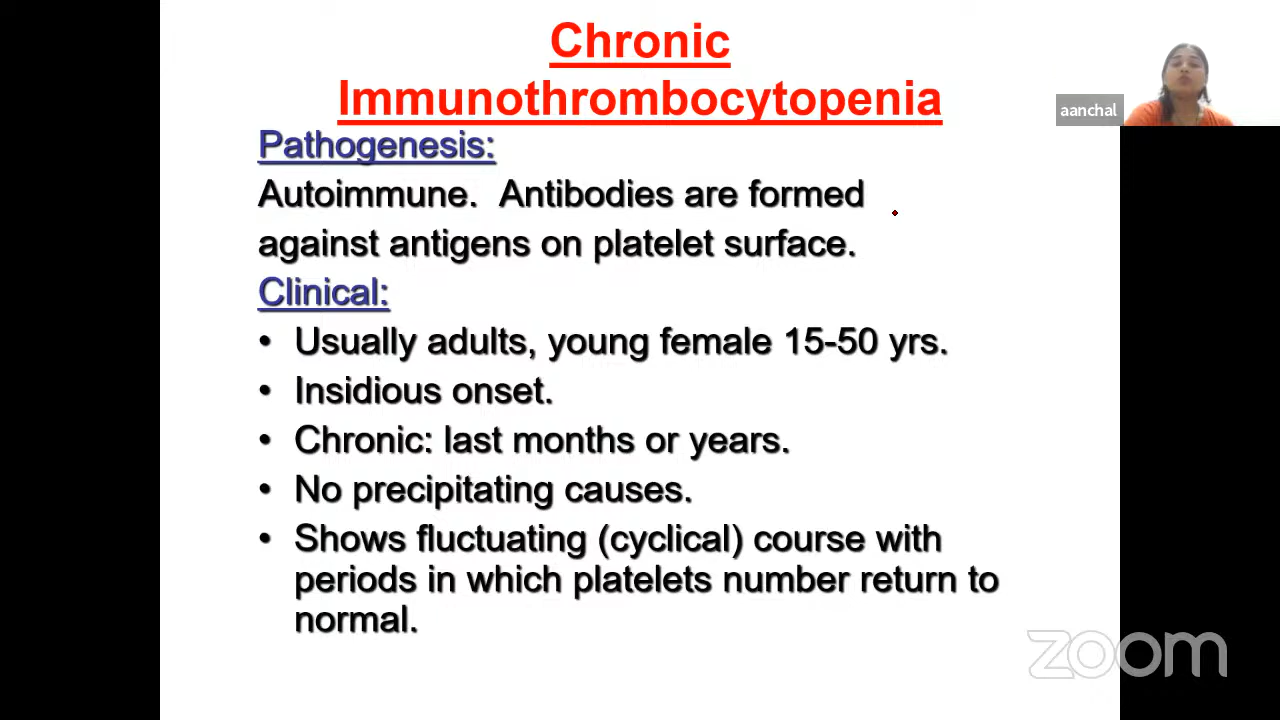 Chronic
Immunothrombocytopenia
aanchal
Pathogenesis:
Autoimmune.  Antibodies are formed
against antigens on platelet surface.
Clinical:
• Usually adults, young female 15-50 yrs.
• Insidious onset.
• Chronic: last months or years.
• No precipitating causes.
• Shows fluctuating (cyclical) course with
periods in which platelets number return to
normal.
zoom